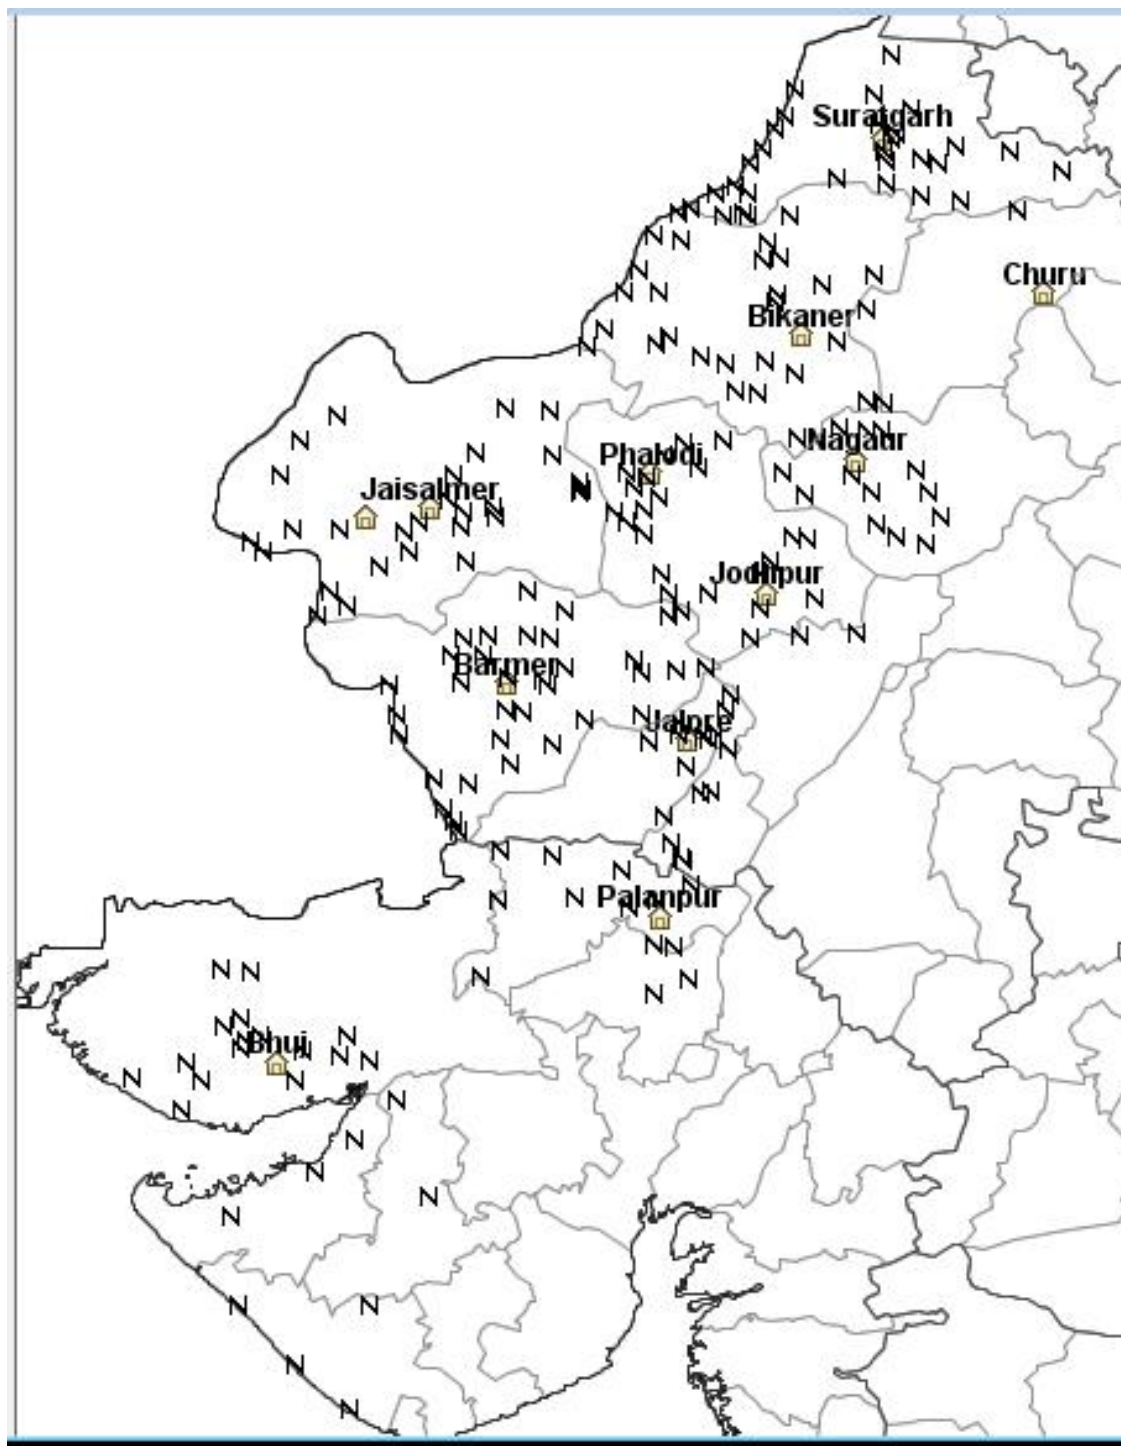 Suratgarh
Churu
Bikaner
Nagaur
Phalodi
Jaisalmer
Jodhpur
Barmer
Jalore
Palanpur
Bhuj